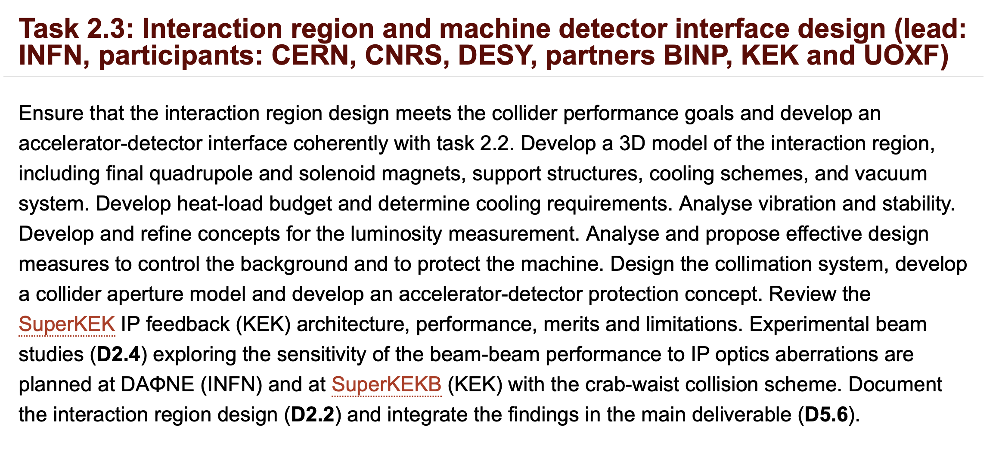 Task 2.3: Interaction region and machine detector interface design (lead:
INFN, participants: CERN, CNRS, DESY, partners BINP, KEK and UOXF)
Ensure that the interaction region design meets the collider performance goals and develop an
accelerator-detector interface coherently with task 2.2. Develop a 3D model of the interaction region,
including final quadrupole and solenoid magnets, support structures, cooling schemes, and vacuum
system. Develop heat-load budget and determine cooling requirements. Analyse vibration and stability.
Develop and refine concepts for the luminosity measurement. Analyse and propose effective design
measures to control the background and to protect the machine. Design the collimation system, develop
a collider aperture model and develop an accelerator-detector protection concept. Review the
SuperKEK IP feedback (KEK) architecture, performance, merits and limitations. Experimental beam
studies (D2.4) exploring the sensitivity of the beam-beam performance to IP optics aberrations are
planned at DAΦNE (INFN) and at SuperKEKB (KEK) with the crab-waist collision scheme. Document
the interaction region design (D2.2) and integrate the findings in the main deliverable (D5.6).